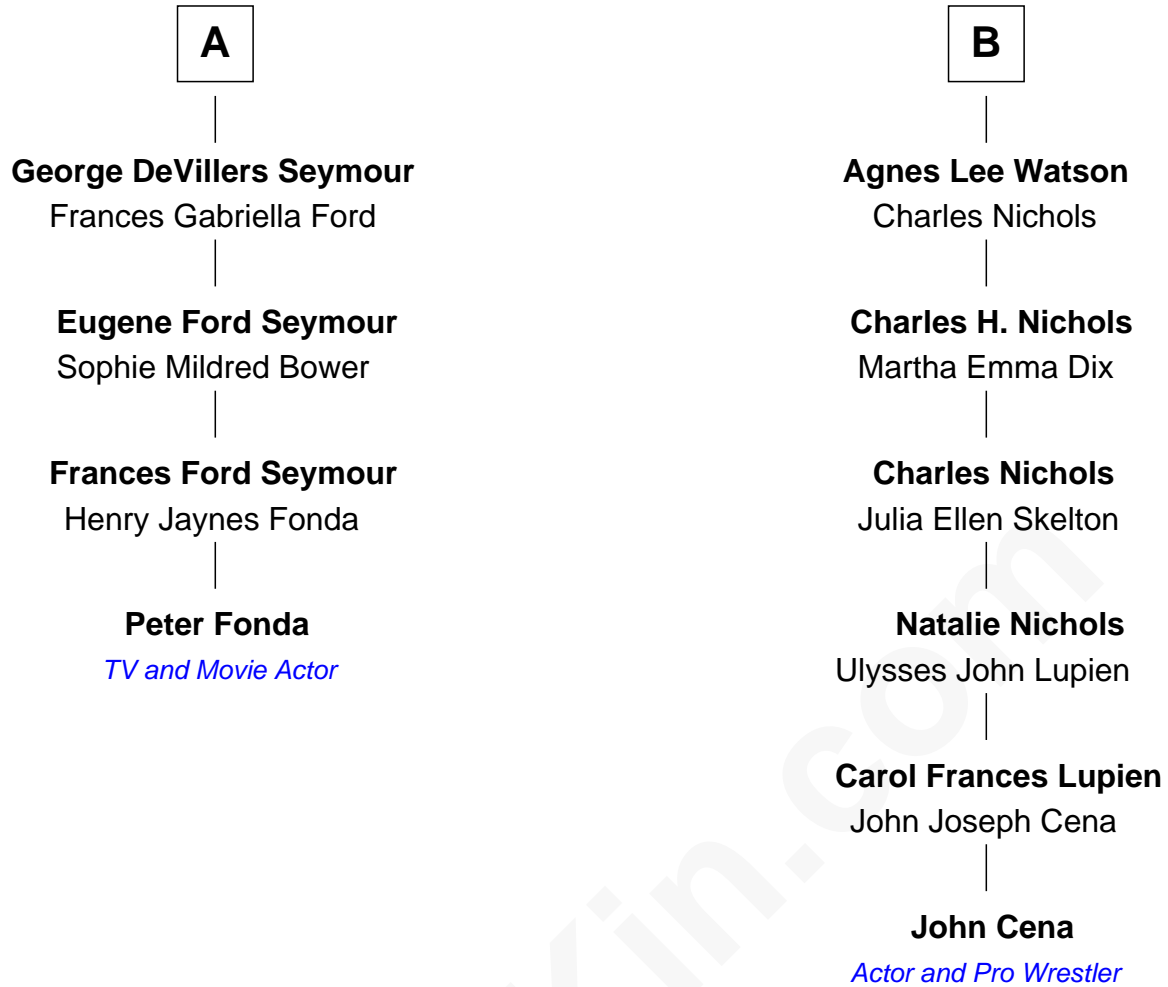 A
George DeVillers Seymour
Frances Gabriella Ford
Eugene Ford Seymour
Sophie Mildred Bower
Frances Ford Seymour
Henry Jaynes Fonda
Peter Fonda
TV and Movie Actor
B
Agnes Lee Watson
Charles Nichols
Charles H. Nichols
Martha Emma Dix
Charles Nichols
Julia Ellen Skelton
Natalie Nichols
Ulysses John Lupien
Carol Frances Lupien
John Joseph Cena
John Cena
Actor and Pro Wrestler